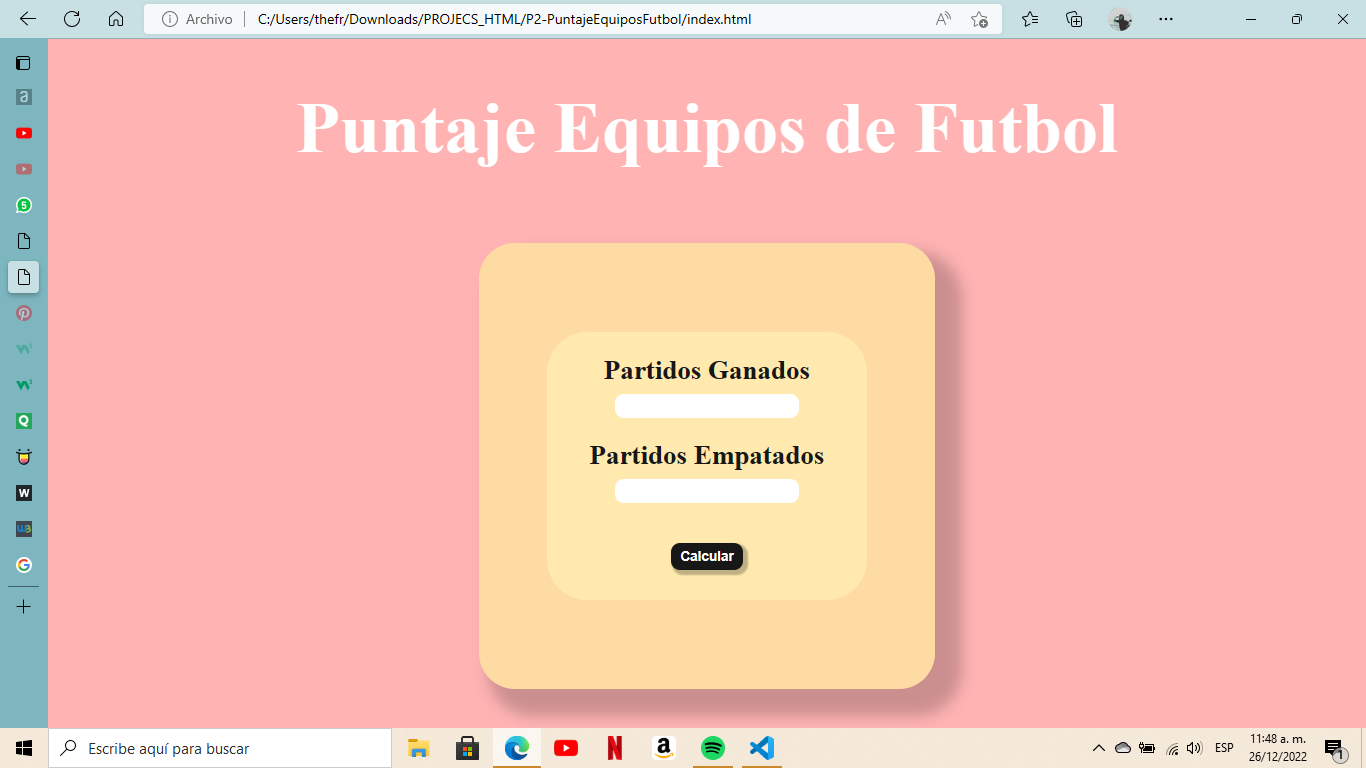 Archivo
C:/Users/thefr/Downloads/PROJECS_HTML/P2-PuntajeEquiposFutbol/index.html
Puntaje Equipos de Futbol
Partidos Ganados
Partidos Empatados
Calcular
Escribe aquí para buscar
ESP
11:48 a. m.
26/12/2022
1